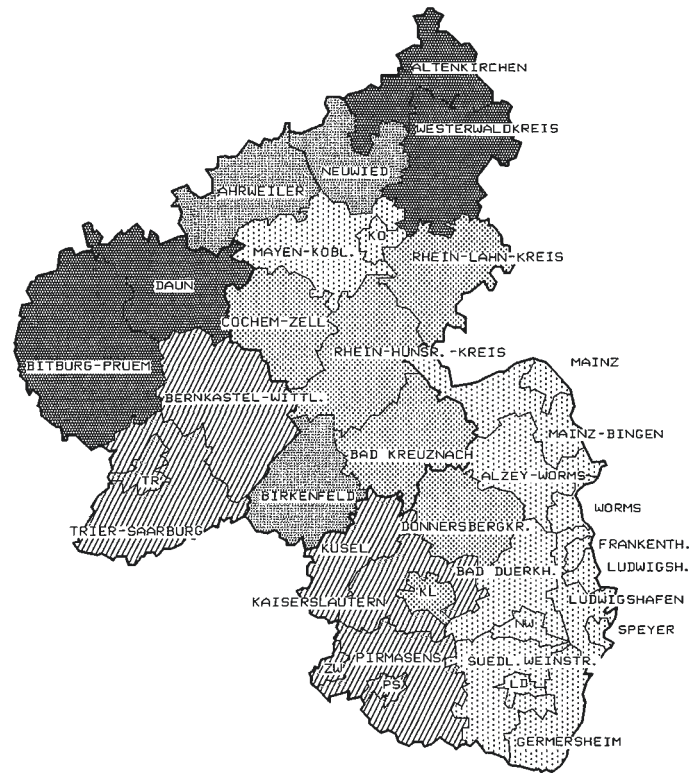 ALTENKIRCHEN
WESTERWALDKREIS
NEUWIED
AHRWEILER
KO
MAYEN-KOBL.
RHEIN-LAHN-KREIS
DAUN
COCHEM-ZELL
RHEIN-HUNSR.-KREIS
MAINZ
BITBURG-PRUEM
BERNKASTEL-WITTL.
MAINZ-BINGEN
BAD KREUZNACH
ALZEY-WORMS
TR
BIRKENFELD
WORMS
TRIER-SAARBURG
DONNERSBERGKR.
KUSEL
FRANKENTH.
LUDWIGSH.
BAD DUERKH.
KL
KAISERSLAUTERN
LUDWIGSHAFEN
NW
SPEYER
PIRMASENS
SUEDL.WEINSTR.
ZW
PS
LD
GERMERSHEIM